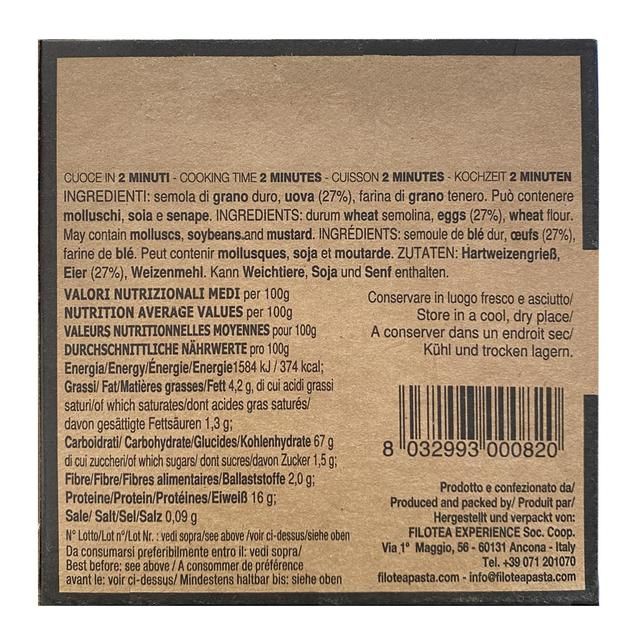 CUOCE IN 2 MINUTI - COOKING TIME 2 MINUTES - CUISSON 2 MINUTES - KOCHZEIT 2 MINUTEN
INGREDIENTI: semola di grano duro, uova (27%), farina di grano tenero. Può contenere
molluschi, soia e senape. INGREDIENTS: durum wheat semolina, eggs (27%), wheat flour.
May contain molluscs, soybeans.and mustard. INGRÉDIENTS: semoule de blé dur, œufs (27%),
farine de blé. Peut contenir mollusques, soja et moutarde. ZUTATEN: Hartweizengrieß,
Eier (27%), Weizenmehl. Kann Weichtiere, Soja und Senf enthalten.
VALORI NUTRIZIONALI MEDI per 100g
NUTRITION AVERAGE VALUES per 100g
VALEURS NUTRITIONNELLES MOYENNES pour 100g
DURCHSCHNITTLICHE NÄHRWERTE pro 100g
Energia/Energy/Énergie/Energie1584 kJ / 374 kcal;
Grassi/ Fat/Matières grasses/Fett 4,2 g, di cui acidi grassi
saturi/of which saturates/dont acides gras saturés/
davon gesättigte Fettsäuren 1,3 g;
Carboidrati/ Carbohydrate/Glucides/Kohlenhydrate 67 g
di cui zuccheri/of which sugars/ dont sucres/davon Zucker 1,5 g;
Fibre/Fibre/Fibres alimentaires/Ballaststoffe 2,0 g;
Proteine/Protein/Protéines/Eiweiß 16 g;
Sale/ Salt/Sel/Salz 0,09 g
N° Lotto/Lot n°/Lot Nr. : vedi sopra/see above /voir ci-dessus/siehe oben
Da consumarsi preferibilmente entro il: vedi sopra/
Best before: see above / A consommer de préférence
avant le: voir ci-dessus/ Mindestens haltbar bis: siehe oben
Conservare in luogo fresco e asciutto/
Store in a cool, dry place/
A conserver dans un endroit sec/
Kühl und trocken lagern.
8 032993 000820
Prodotto e confezionato da/
Produced and packed by/ Produit par/
Hergestellt und verpackt von:
FILOTEA EXPERIENCE Soc. Coop.
Via 1ª Maggio, 56 - 60131 Ancona - Italy
Tel. +39 071 201070
filoteapasta.com - info@filoteapasta.com